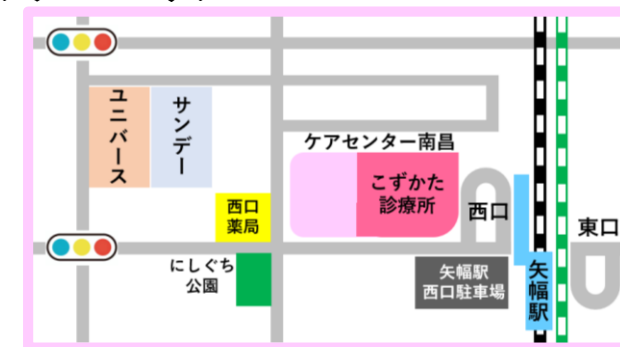 ユニバース
サンデー
ケアセンター南昌
こずかた
診療所
西口
薬局
西口
東口
にしぐち
公園
矢幅駅
西口駐車場
矢幅駅